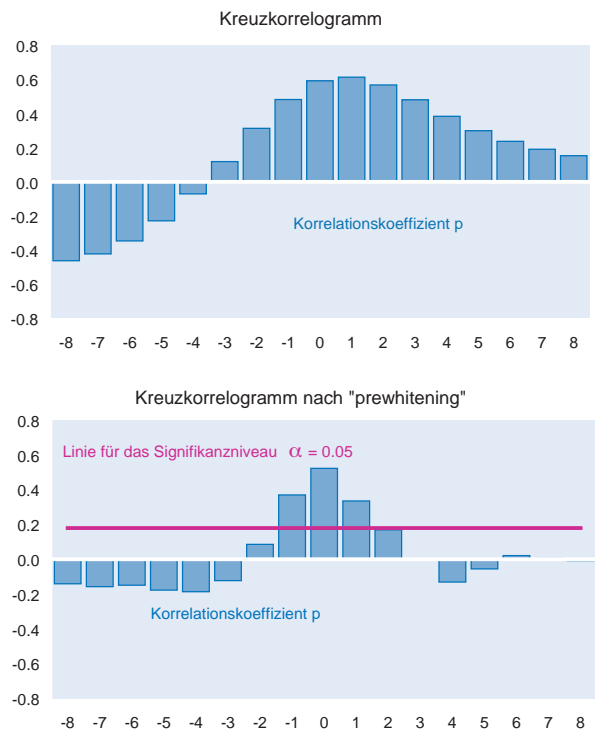 Kreuzkorrelogramm
0.8
0.6
0.4
0.2
0.0
-0.2
-0.4
-0.6
-0.8
Korrelationskoeffizient p
-8 -7 -6 -5 -4 -3 -2 -1 0 1 2 3 4 5 6 7 8
Kreuzkorrelogramm nach "prewhitening"
0.8
Linie für das Signifikanzniveau α = 0.05
0.6
0.4
0.2
0.0
-0.2
Korrelationskoeffizient p
-0.4
-0.6
-0.8
-8 -7 -6 -5 -4 -3 -2 -1 0 1 2 3 4 5 6 7 8